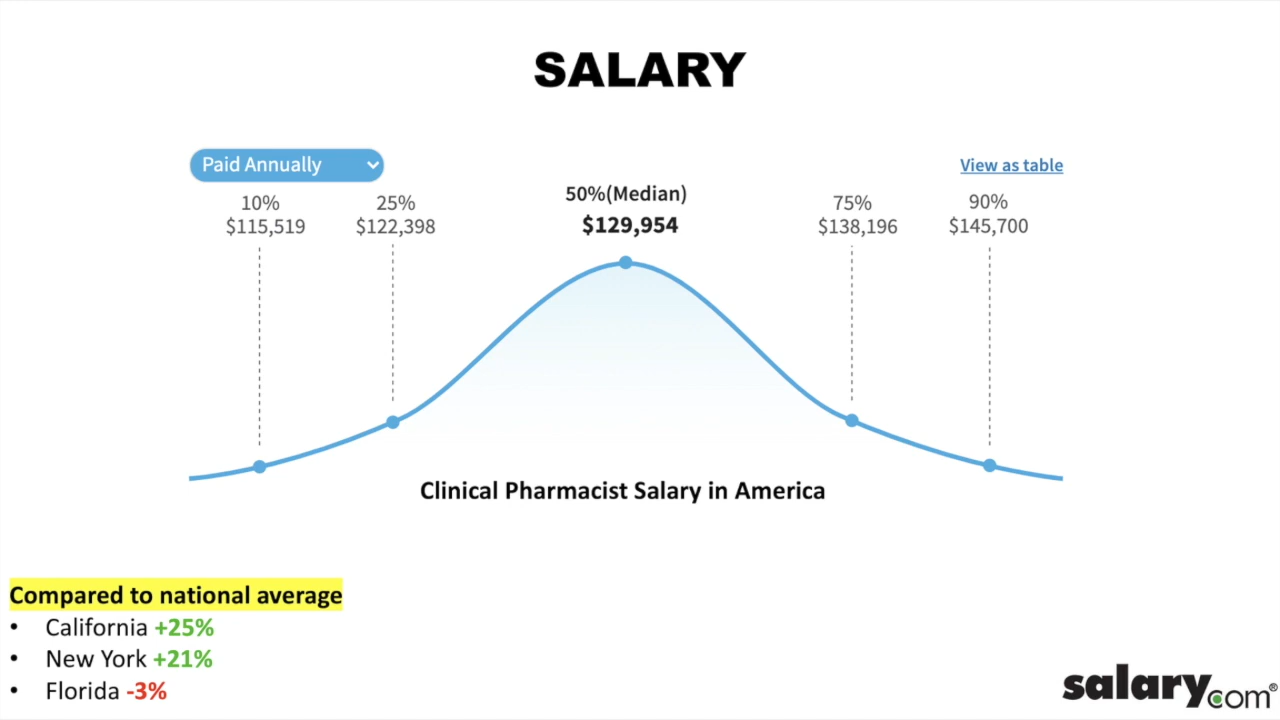 SALARY
Paid Annually
View as table
10%
$115,519
25%
$122,398
50%(Median)
$129,954
75%
$138,196
90%
$145,700
Clinical Pharmacist Salary in America
Compared to national average
• California +25%
• New York +21%
• Florida -3%
salary.com®